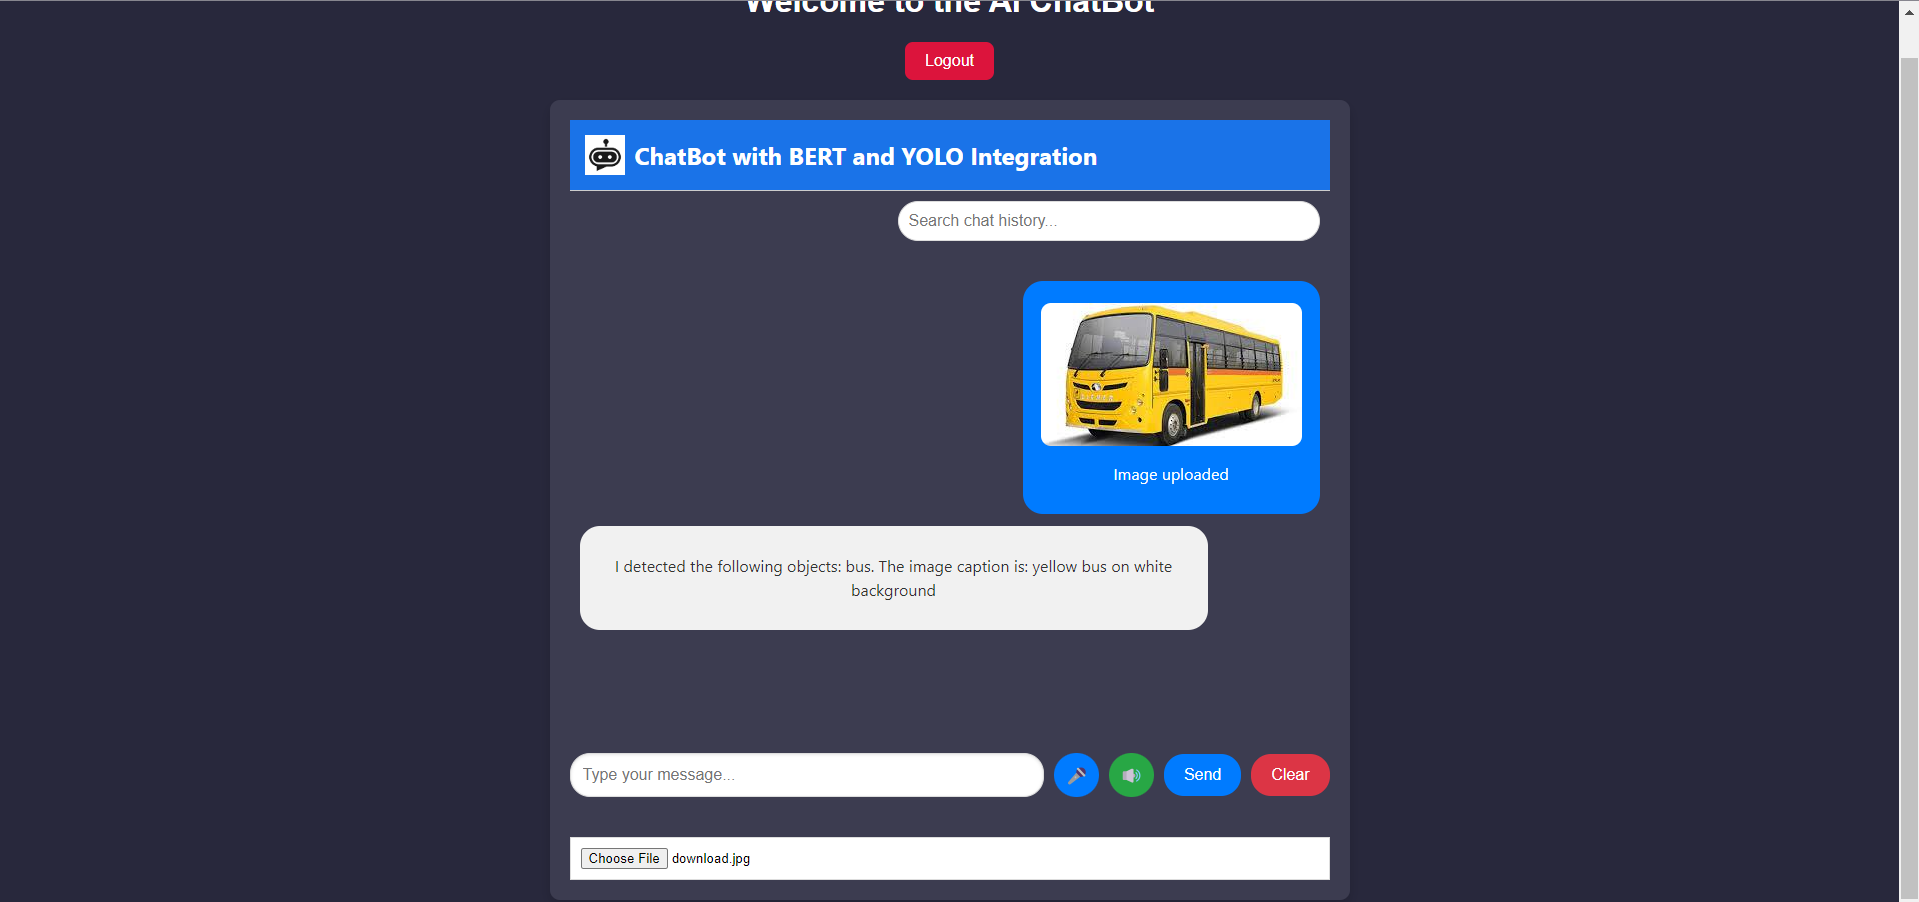 Welcome to the AI ChatBot
Logout
ChatBot with BERT and YOLO Integration
Search chat history...
EICHER
Image uploaded
I detected the following objects: bus. The image caption is: yellow bus on white
background
Type your message...
Send
Clear
Choose File download.jpg